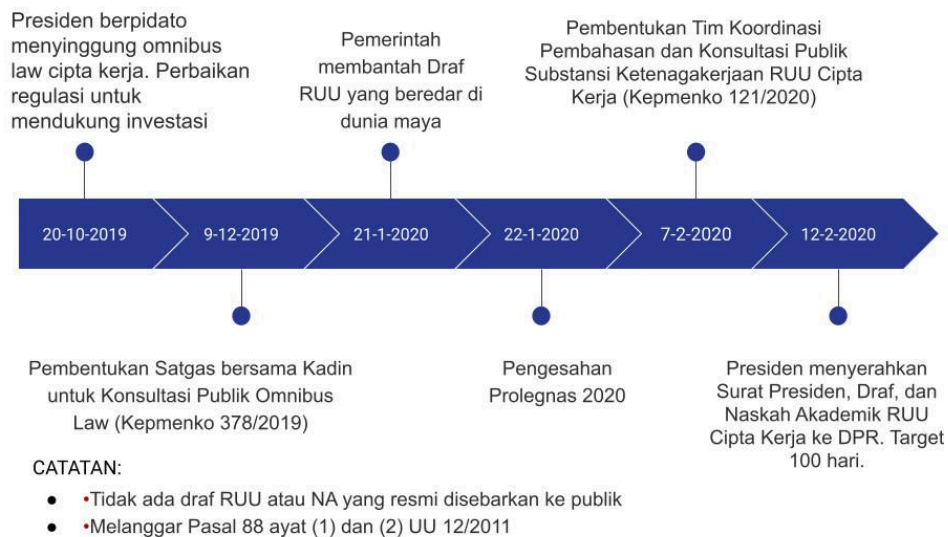 Presiden berpidato
menyinggung omnibus
law cipta kerja. Perbaikan
regulasi untuk
mendukung investasi
Pemerintah
membantah Draf
RUU yang beredar di
dunia maya
Pembentukan Tim Koordinasi
Pembahasan dan Konsultasi Publik
Substansi Ketenagakerjaan RUU Cipta
Kerja (Kepmenko 121/2020)
20-10-2019
9-12-2019
21-1-2020
22-1-2020
7-2-2020
12-2-2020
Pembentukan Satgas bersama Kadin
untuk Konsultasi Publik Omnibus
Law (Kepmenko 378/2019)
Pengesahan
Prolegnas 2020
Presiden menyerahkan
Surat Presiden, Draf, dan
Naskah Akademik RUU
Cipta Kerja ke DPR. Target
100 hari.
CATATAN:
● •Tidak ada draf RUU atau NA yang resmi disebarkan ke publik
● •Melanggar Pasal 88 ayat (1) dan (2) UU 12/2011